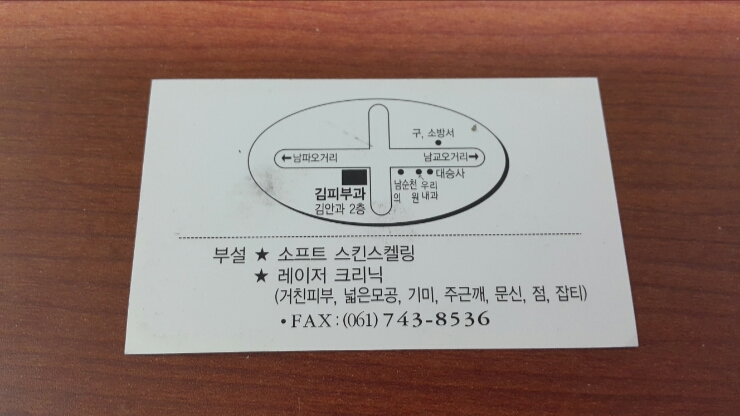 구, 소방서
←남파오거리
남교오거리→
대승사
남순천
의 원
우리
내과
김피부과
김안과 2층
부설 ★ 소프트 스킨스켈링
★ 레이저 크리닉
(거친피부, 넓은모공, 기미, 주근깨, 문신, 점, 잡티)
•FAX:(061) 743-8536